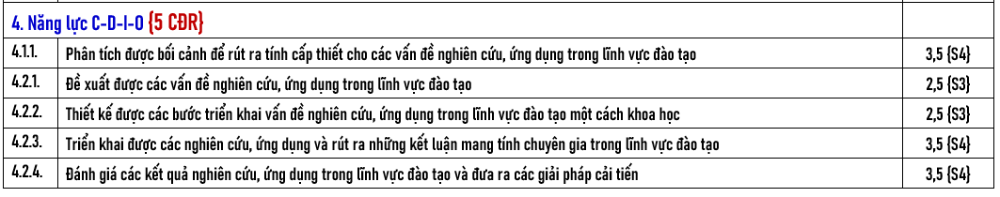 4. Năng lực C-D-I-O {5 CĐR}
4.1.1. Phân tích được bối cảnh để rút ra tính cấp thiết cho các vấn đề nghiên cứu, ứng dụng trong lĩnh vực đào tạo 3,5 {S4}
4.2.1. Đề xuất được các vấn đề nghiên cứu, ứng dụng trong lĩnh vực đào tạo 2,5 {S3}
4.2.2. Thiết kế được các bước triển khai vấn đề nghiên cứu, ứng dụng trong lĩnh vực đào tạo một cách khoa học 2,5 {S3}
4.2.3. Triển khai được các nghiên cứu, ứng dụng và rút ra những kết luận mang tính chuyên gia trong lĩnh vực đào tạo 3,5 {S4}
4.2.4. Đánh giá các kết quả nghiên cứu, ứng dụng trong lĩnh vực đào tạo và đưa ra các giải pháp cải tiến 3,5 {S4}